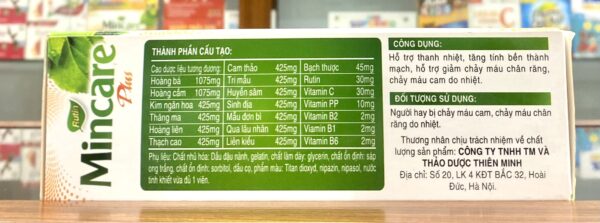 Rutin
Mincare
Plus
THÀNH PHẦN CẤU TẠO:
Cao dược liệu tương đương: Cam thảo 425mg Bạch thược 45mg
Hoàng bá 1075mg Tri mẫu 425mg Rutin 30mg
Hoàng cầm 1075mg Huyền sâm 425mg Vitamin C 30mg
Kim ngân hoa 425mg Sinh địa 425mg Vitamin PP 10mg
Thăng ma 425mg Mẫu đơn bì 425mg Vitamin B2 2mg
Hoàng liên 425mg Qua lâu nhân 425mg Vitamin B1 2mg
Thạch cao 425mg Liên kiều 425mg Vitamin B6 2mg
Phụ liệu: Chất nhũ hóa: Dầu đậu nành, gelatin, chất làm dày: glycerin, chất ổn định: sáp
ong trắng, chất ổn định: sorbitol, dầu cọ, phẩm màu: Titan dioxyd, nipazin, nipasol, nước
tinh khiết vừa đủ 1 viên.
CÔNG DỤNG:
Hỗ trợ thanh nhiệt, tăng tính bền thành
mạch, hỗ trợ giảm chảy máu chân răng,
chảy máu cam do nhiệt.
ĐỐI TƯỢNG SỬ DỤNG:
Người hay bị chảy máu cam, chảy máu chân
răng do nhiệt.
Thương nhân chịu trách nhiệm về chất
lượng sản phẩm: CÔNG TY TNHH TM VÀ
THẢO DƯỢC THIÊN MINH
Địa chỉ: Số 20, LK 4 KĐT BẮC 32, Hoài
Đức, Hà Nội.